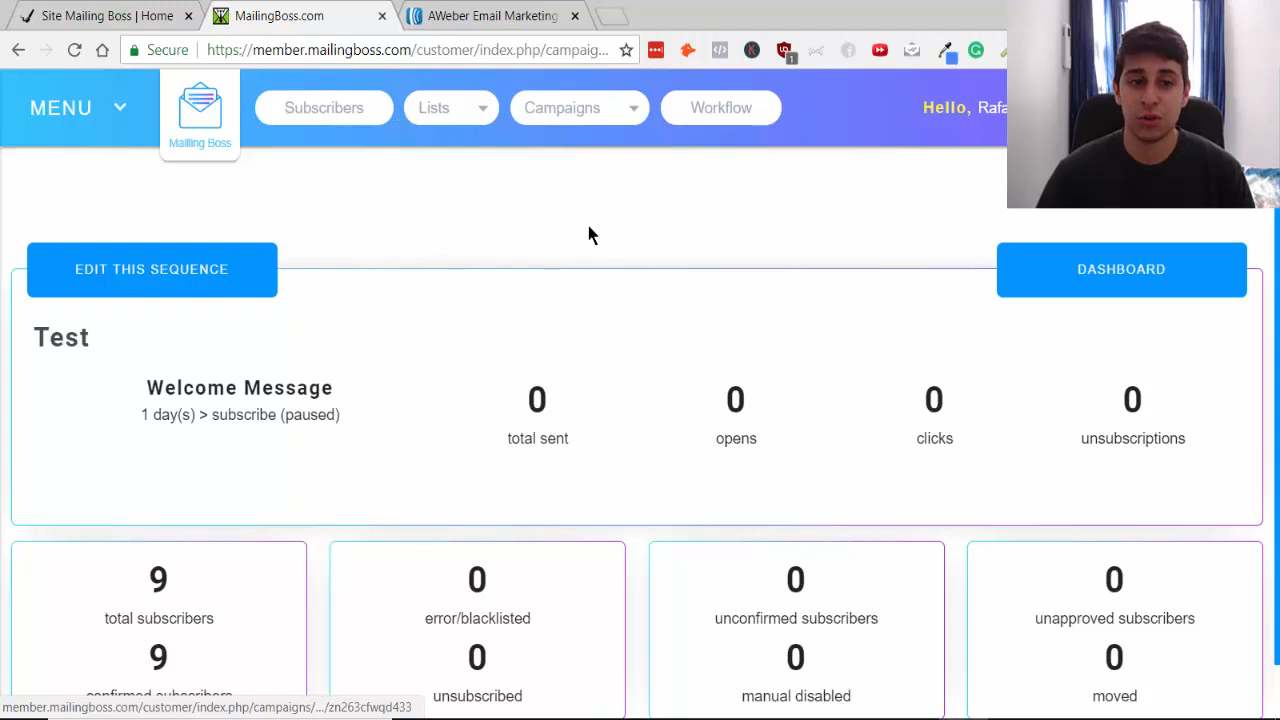 Site Mailing Boss | Home
MailingBoss.com
AWeber Email Marketing
Secure
https://member.mailingboss.com/customer/index.php/campaig...
1
MENU
Mailing Boss
Subscribers
Lists
Campaigns
Workflow
Hello, Rafa
EDIT THIS SEQUENCE
DASHBOARD
Test
Welcome Message
1 day(s) > subscribe (paused)
0
total sent
0
opens
0
clicks
0
unsubscriptions
9
total subscribers
0
error/blacklisted
0
unconfirmed subscribers
0
unapproved subscribers
9
confirmed subscribers
0
unsubscribed
0
manual disabled
0
moved
member.mailingboss.com/customer/index.php/campaigns/.../zn263cfwqd433